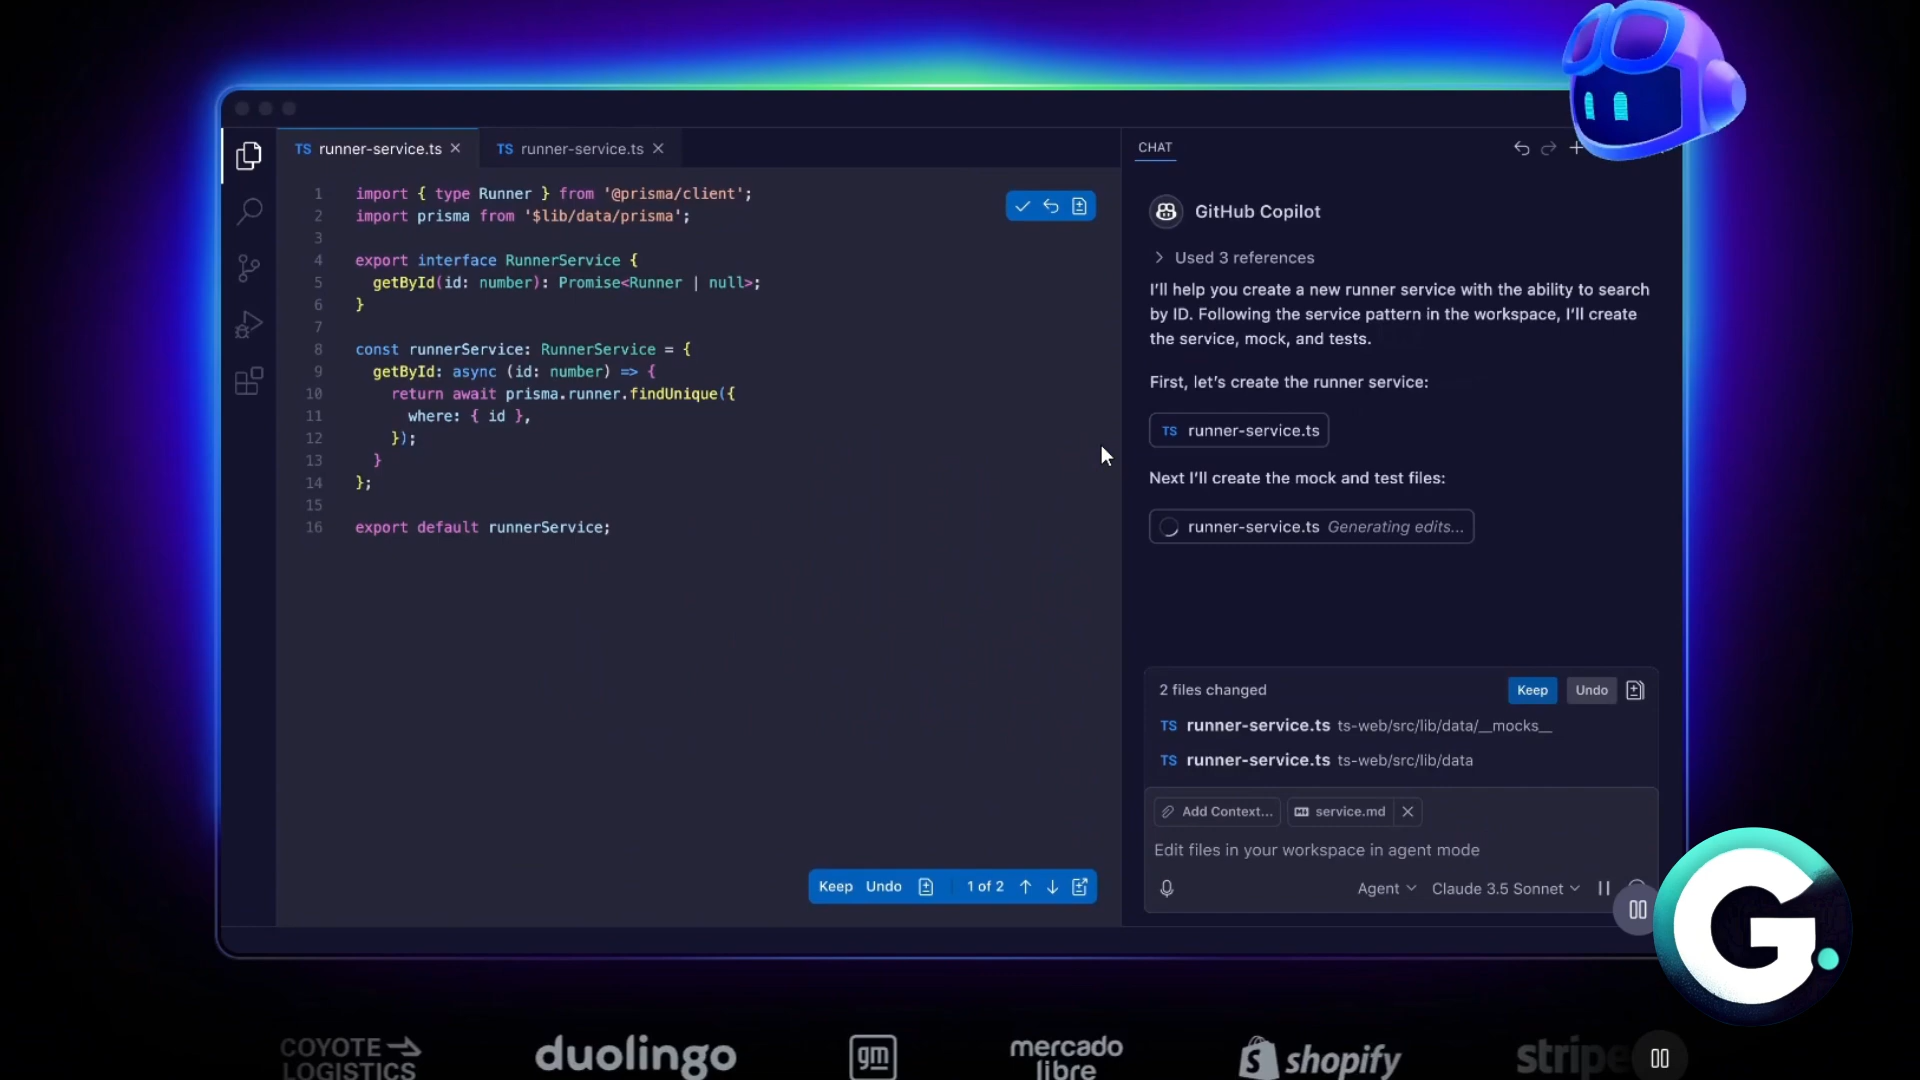 TS runner-service.ts
TS runner-service.ts
1 import { type Runner } from '@prisma/client';
2 import prisma from '$lib/data/prisma';
3
4 export interface RunnerService {
5 getById(id: number): Promise<Runner | null>;
6 }
7
8 const runnerService: RunnerService = {
9 getById: async (id: number) => {
10 return await prisma.runner.findUnique({
11 where: { id },
12 });
13 }
14 };
15
16 export default runnerService;
Keep Undo 1 of 2
CHAT
GitHub Copilot
Used 3 references
I'll help you create a new runner service with the ability to search
by ID. Following the service pattern in the workspace, I'll create
the service, mock, and tests.
First, let's create the runner service:
TS runner-service.ts
Next I'll create the mock and test files:
runner-service.ts Generating edits...
2 files changed Keep Undo
TS runner-service.ts ts-web/src/lib/data/__mocks__
TS runner-service.ts ts-web/src/lib/data
Add Context... service.md
Edit files in your workspace in agent mode
Agent Claude 3.5 Sonnet
G.
COYOTE
LOGISTICS
duolingo
gm
mercado
libre
shopify
stripe